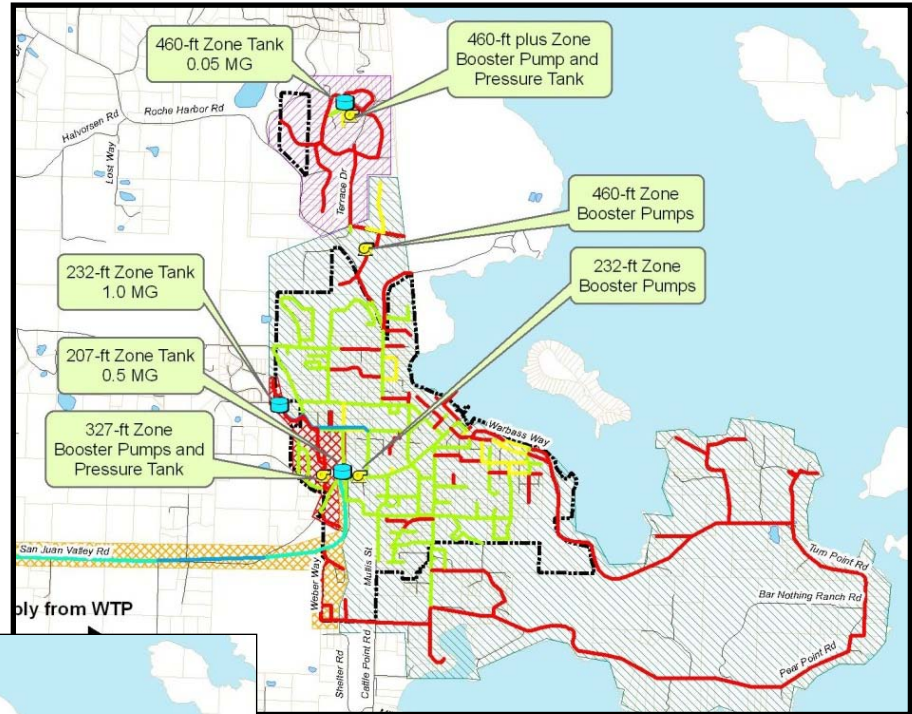 460-ft Zone Tank
0.05 MG
460-ft plus Zone
Booster Pump and
Pressure Tank
Roche Harbor Rd
Halvorsen Rd
Lost Way
Terrace Dr
460-ft Zone
Booster Pumps
232-ft Zone
Booster Pumps
232-ft Zone Tank
1.0 MG
207-ft Zone Tank
0.5 MG
327-ft Zone
Booster Pumps and
Pressure Tank
Warbass Way
San Juan Valley Rd
Weber Way
Mullis St
Turn Point Rd
Bar Nothing Ranch Rd
Pear Point Rd
Shelter Rd
Cattle Point Rd
ply from WTP